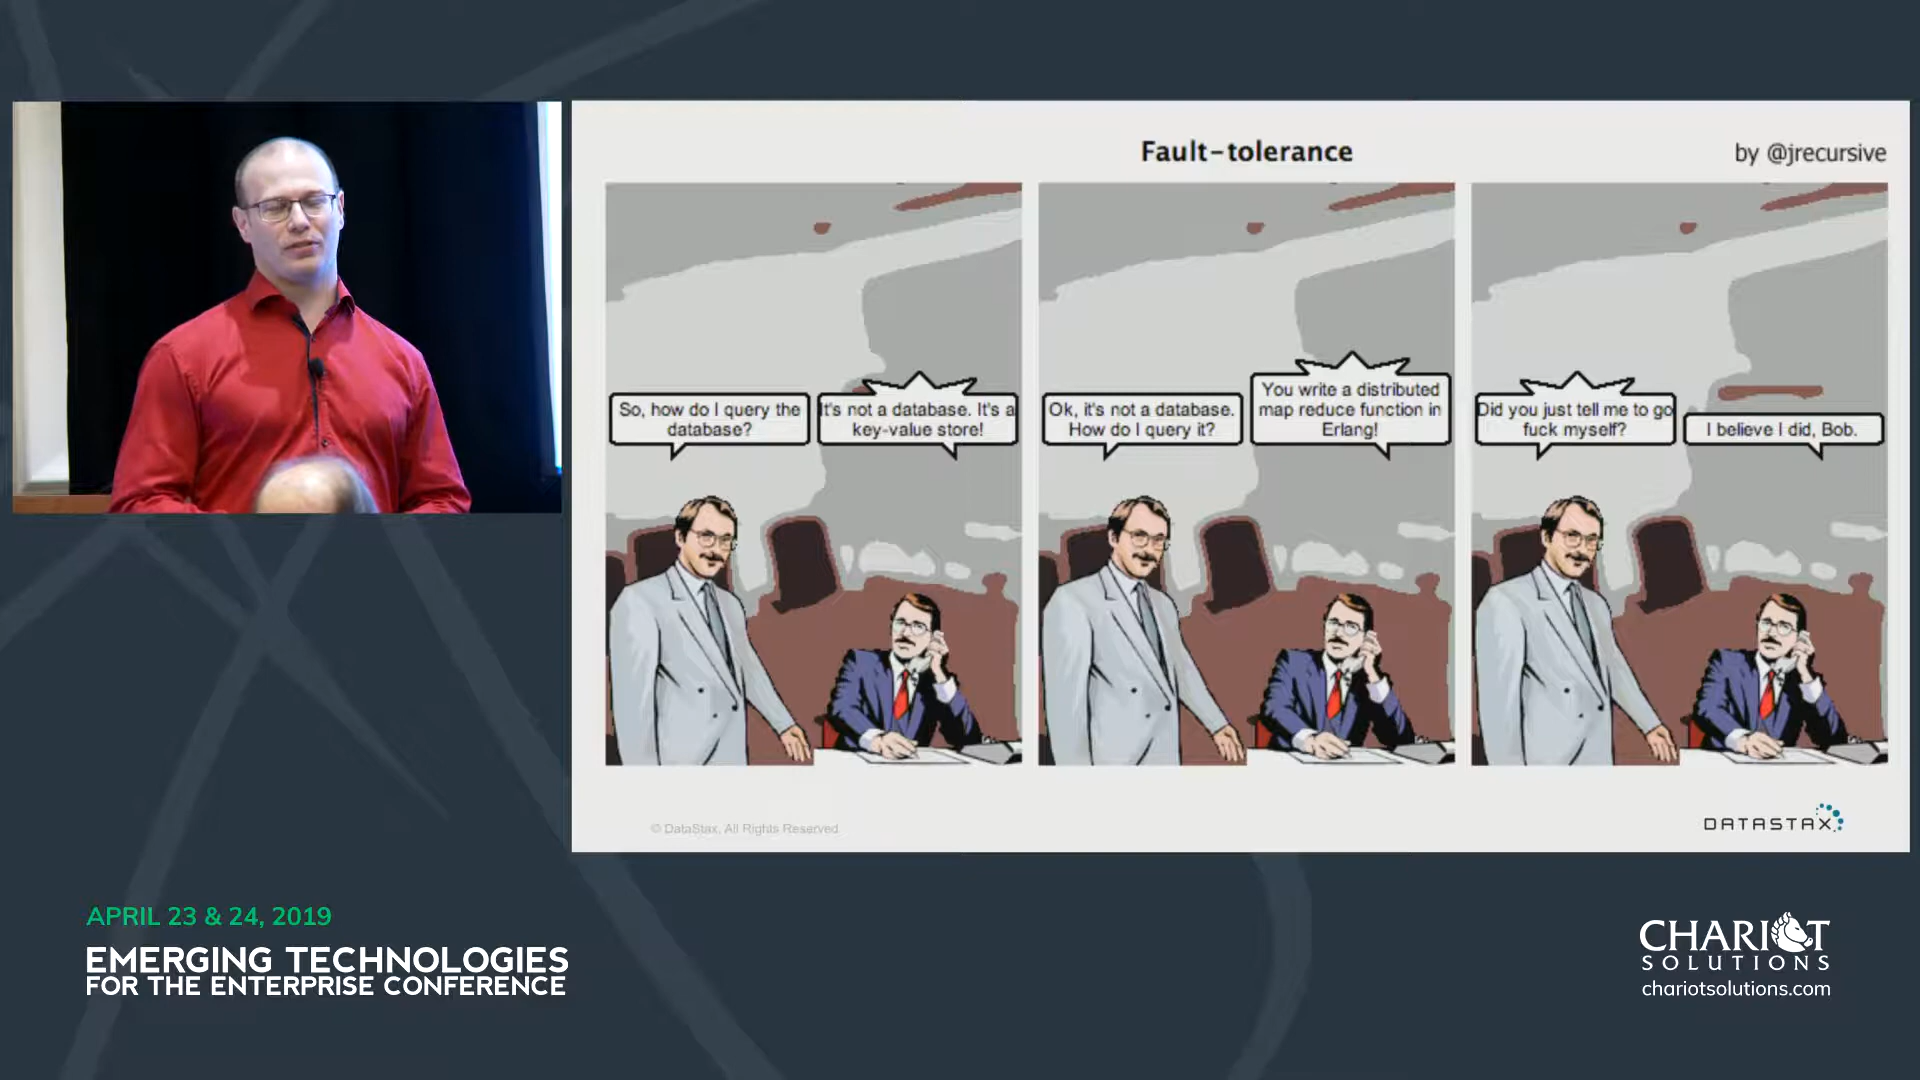 Fault-tolerance
by @jrecursive
So, how do I query the
database?
It's not a database. It's a
key-value store!
Ok, it's not a database.
How do I query it?
You write a distributed
map reduce function in
Erlang!
Did you just tell me to go
fuck myself?
I believe I did, Bob.
© DataStax, All Rights Reserved.
DATASTAX
APRIL 23 & 24, 2019
EMERGING TECHNOLOGIES
FOR THE ENTERPRISE CONFERENCE
CHARIOT
SOLUTIONS
chariotsolutions.com